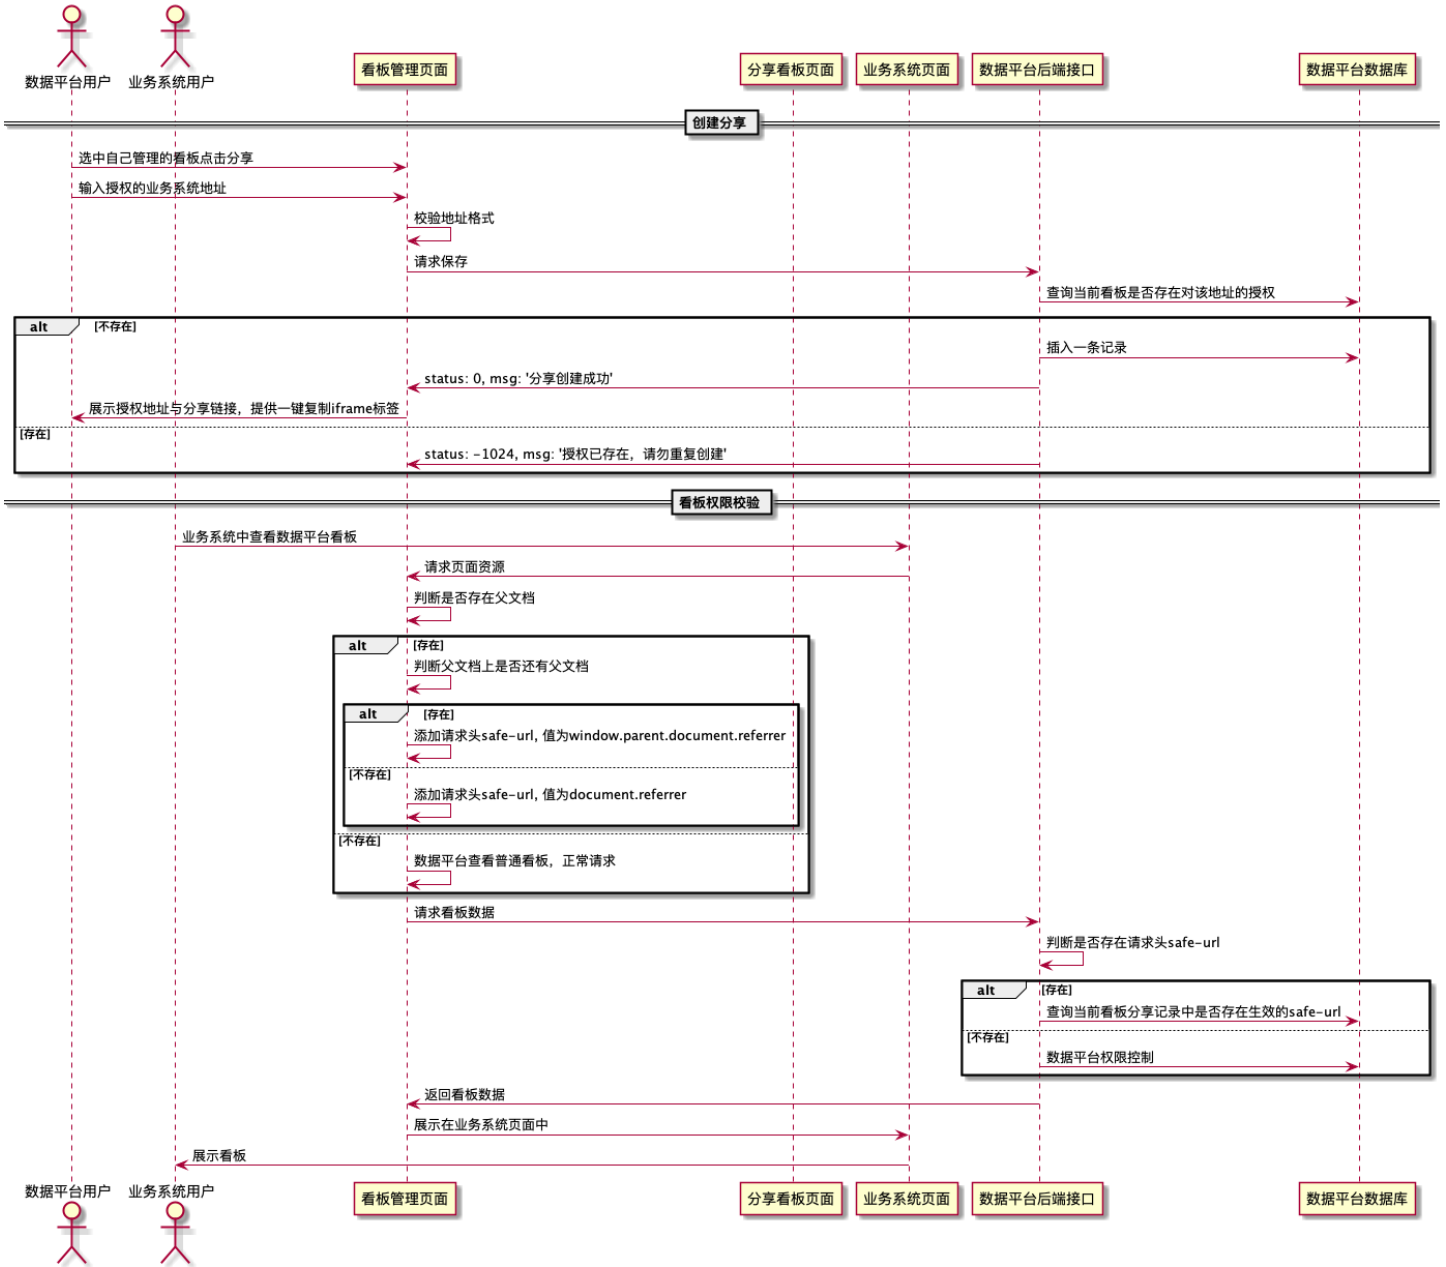 数据平台用户
业务系统用户
看板管理页面
分享看板页面
业务系统页面
数据平台后端接口
数据平台数据库
创建分享
选中自己管理的看板点击分享
输入授权的业务系统地址
校验地址格式
请求保存
查询当前看板是否存在对该地址的授权
alt
[不存在]
插入一条记录
status: 0, msg: '分享创建成功'
展示授权地址与分享链接，提供一键复制iframe标签
[存在]
status: -1024, msg: '授权已存在，请勿重复创建'
看板权限校验
业务系统中查看数据平台看板
请求页面资源
判断是否存在父文档
alt
[存在]
判断父文档上是否还有父文档
alt
[存在]
添加请求头safe-url, 值为window.parent.document.referrer
[不存在]
添加请求头safe-url, 值为document.referrer
[不存在]
数据平台查看普通看板，正常请求
请求看板数据
判断是否存在请求头safe-url
alt
[存在]
查询当前看板分享记录中是否存在生效的safe-url
[不存在]
数据平台权限控制
返回看板数据
展示在业务系统页面中
展示看板
数据平台用户
业务系统用户
看板管理页面
分享看板页面
业务系统页面
数据平台后端接口
数据平台数据库